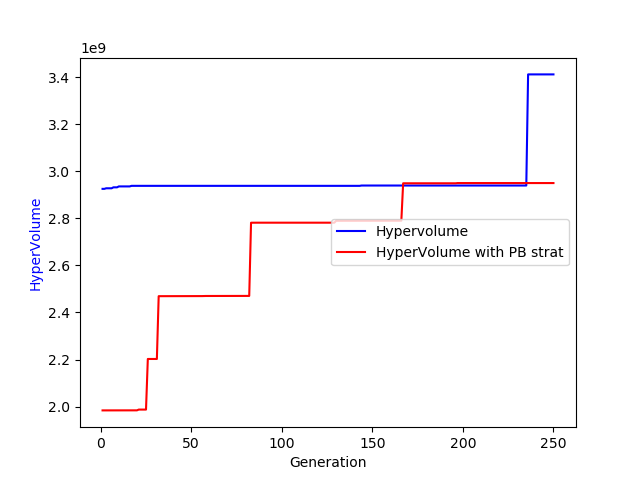 1e9
3.4
3.2
3.0
2.8
2.6
2.4
2.2
2.0
HyperVolume
Hypervolume
HyperVolume with PB strat
0 50 100 150 200 250
Generation